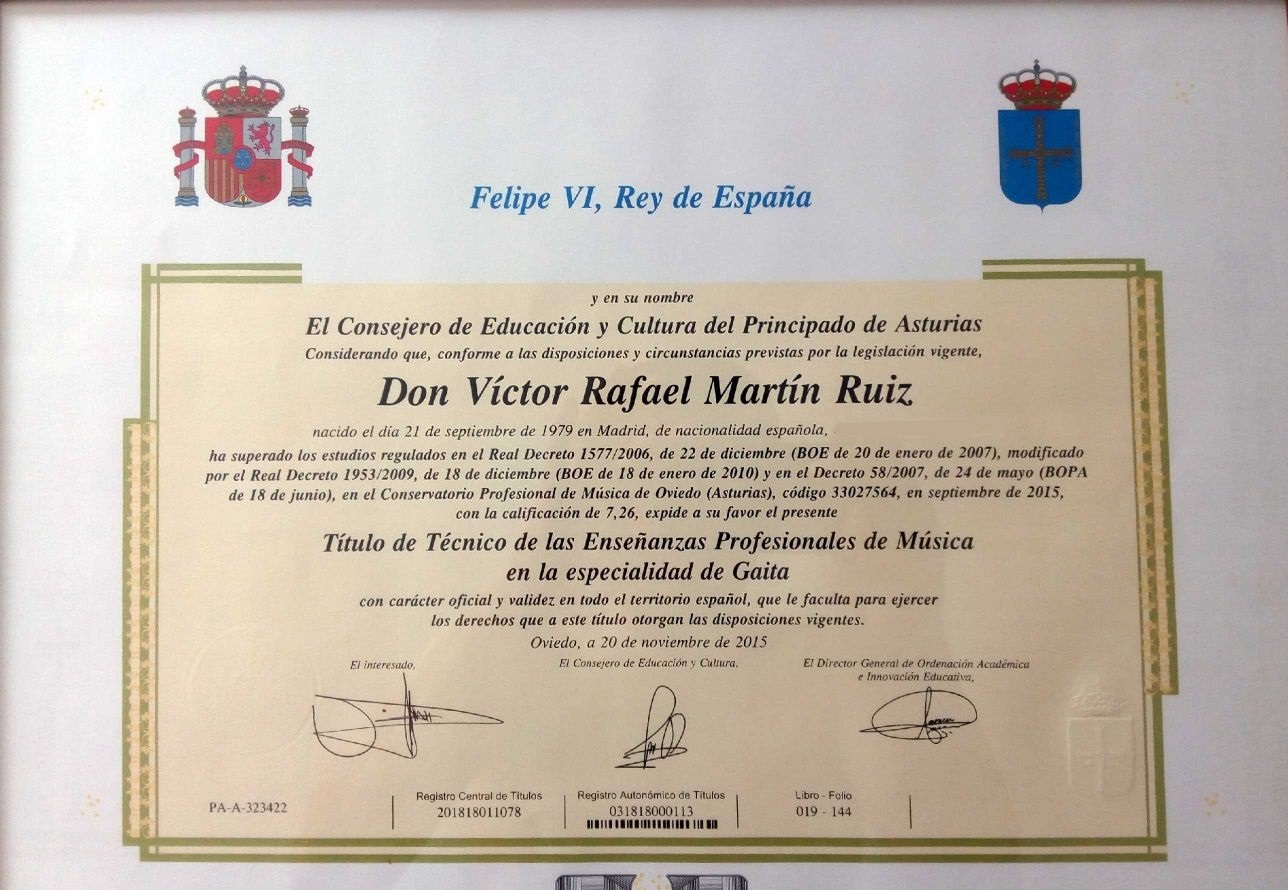 Felipe VI, Rey de España
y en su nombre
El Consejero de Educación y Cultura del Principado de Asturias
Considerando que, conforme a las disposiciones y circunstancias previstas por la legislación vigente,
Don Víctor Rafael Martín Ruiz
nacido el día 21 de septiembre de 1979 en Madrid, de nacionalidad española,
ha superado los estudios regulados en el Real Decreto 1577/2006, de 22 de diciembre (BOE de 20 de enero de 2007), modificado
por el Real Decreto 1953/2009, de 18 de diciembre (BOE de 18 de enero de 2010) y en el Decreto 58/2007, de 24 de mayo (BOPA
de 18 de junio), en el Conservatorio Profesional de Música de Oviedo (Asturias), código 33027564, en septiembre de 2015,
con la calificación de 7,26, expide a su favor el presente
Título de Técnico de las Enseñanzas Profesionales de Música
en la especialidad de Gaita
con carácter oficial y validez en todo el territorio español, que le faculta para ejercer
los derechos que a este título otorgan las disposiciones vigentes.
Oviedo, a 20 de noviembre de 2015
El interesado,
El Consejero de Educación y Cultura,
El Director General de Ordenación Académica
e Innovación Educativa,
PA-A-323422
Registro Central de Títulos
201818011078
Registro Autonómico de Títulos
031818000113
Libro - Folio
019 - 144